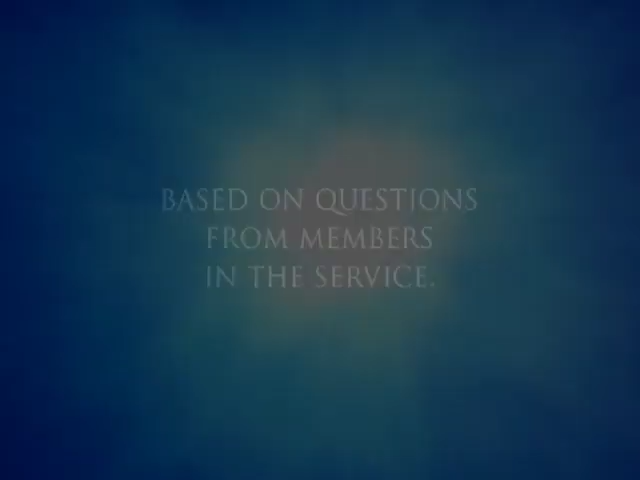 BASED ON QUESTIONS
FROM MEMBERS
IN THE SERVICE.